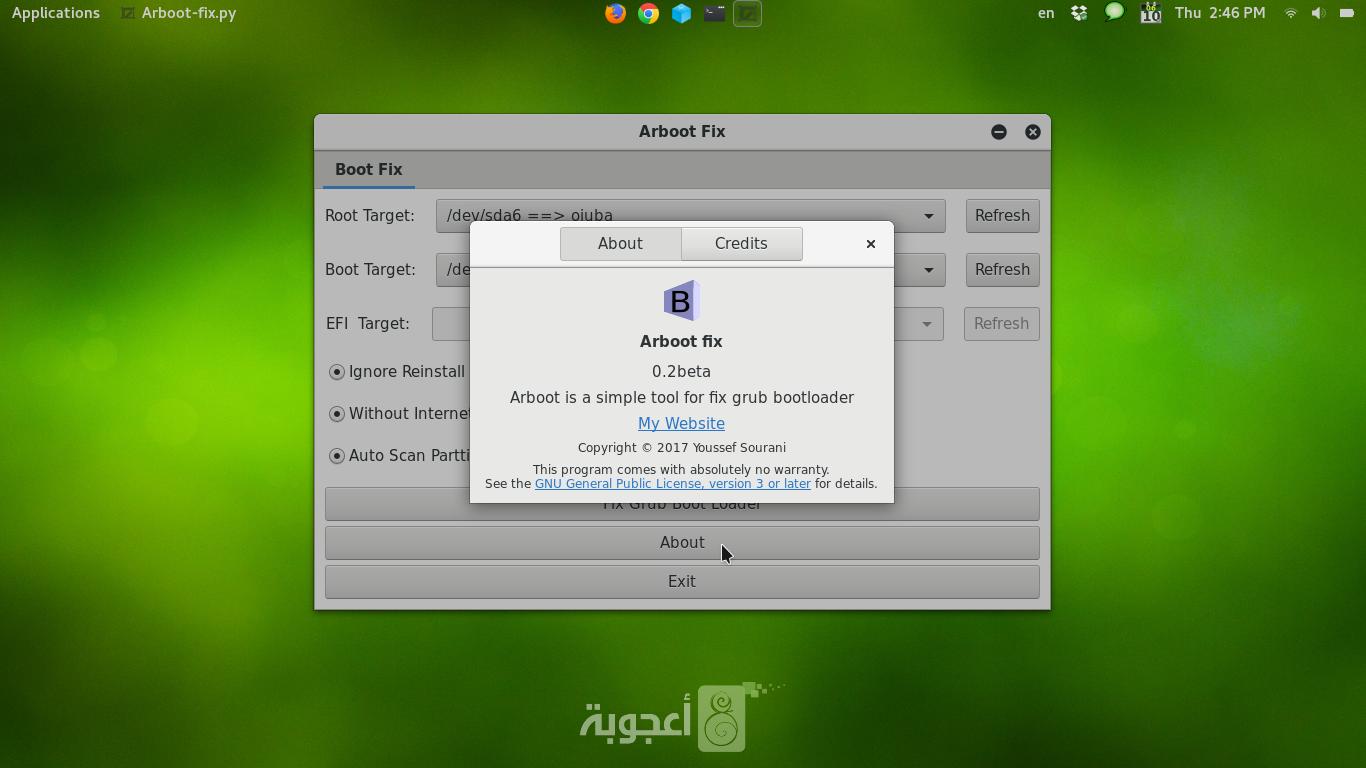 Applications Arboot-fix.py en 06 10 Thu 2:46 PM
Arboot Fix
Boot Fix
Root Target: /dev/sda6 ==> ojuba Refresh
Boot Target: /de Refresh
EFI Target: Refresh
Ignore Reinstall
Without Interne
Auto Scan Partti
About Credits
B
Arboot fix
0.2beta
Arboot is a simple tool for fix grub bootloader
My Website
Copyright © 2017 Youssef Sourani
This program comes with absolutely no warranty.
See the GNU General Public License, version 3 or later for details.
Fix Grub Boot Loader
About
Exit
أعجوبة